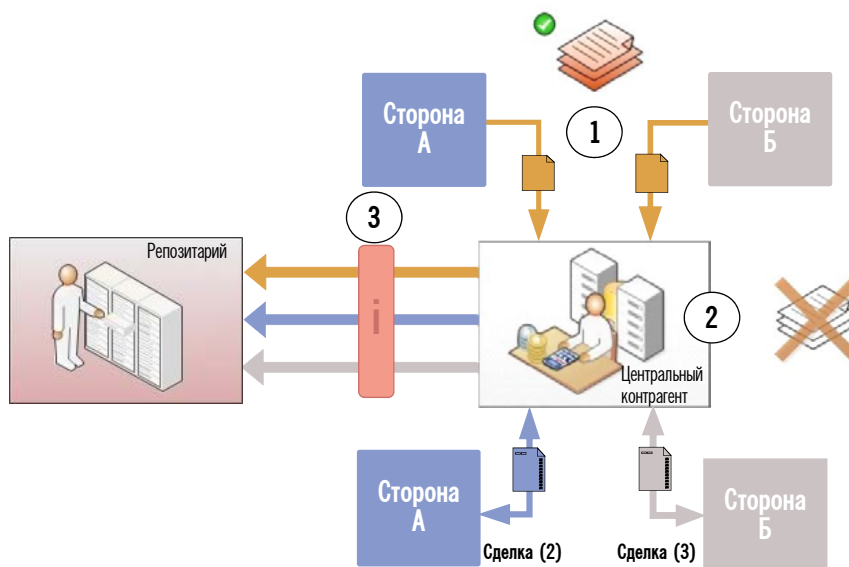 Сторона
А
1
Сторона
Б
3
Репозитарий
i
2
Центральный
контрагент
Сторона
А
Сторона
Б
Сделка (2)
Сделка (3)